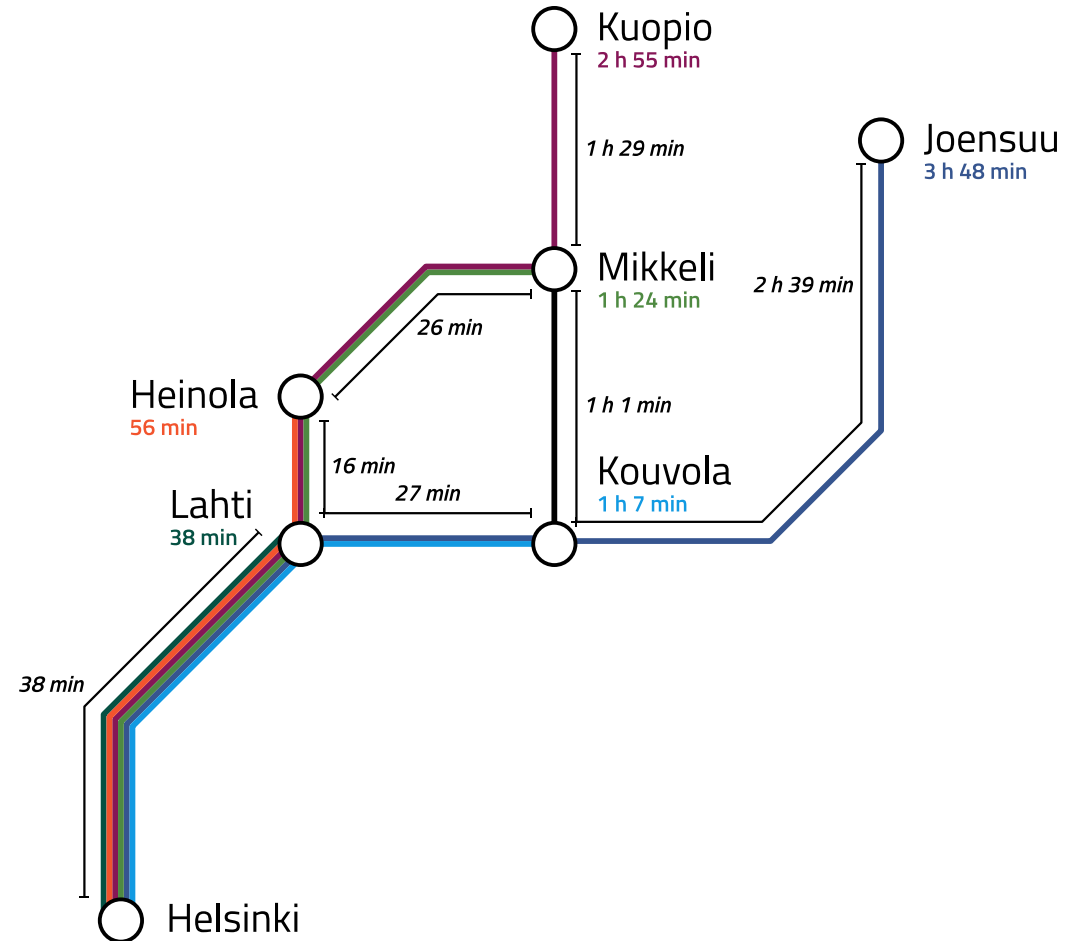 Kuopio
2 h 55 min
1 h 29 min
Joensuu
3 h 48 min
Mikkeli
1 h 24 min
2 h 39 min
26 min
Heinola
56 min
1 h 1 min
16 min
27 min
Kouvola
1 h 7 min
Lahti
38 min
38 min
Helsinki